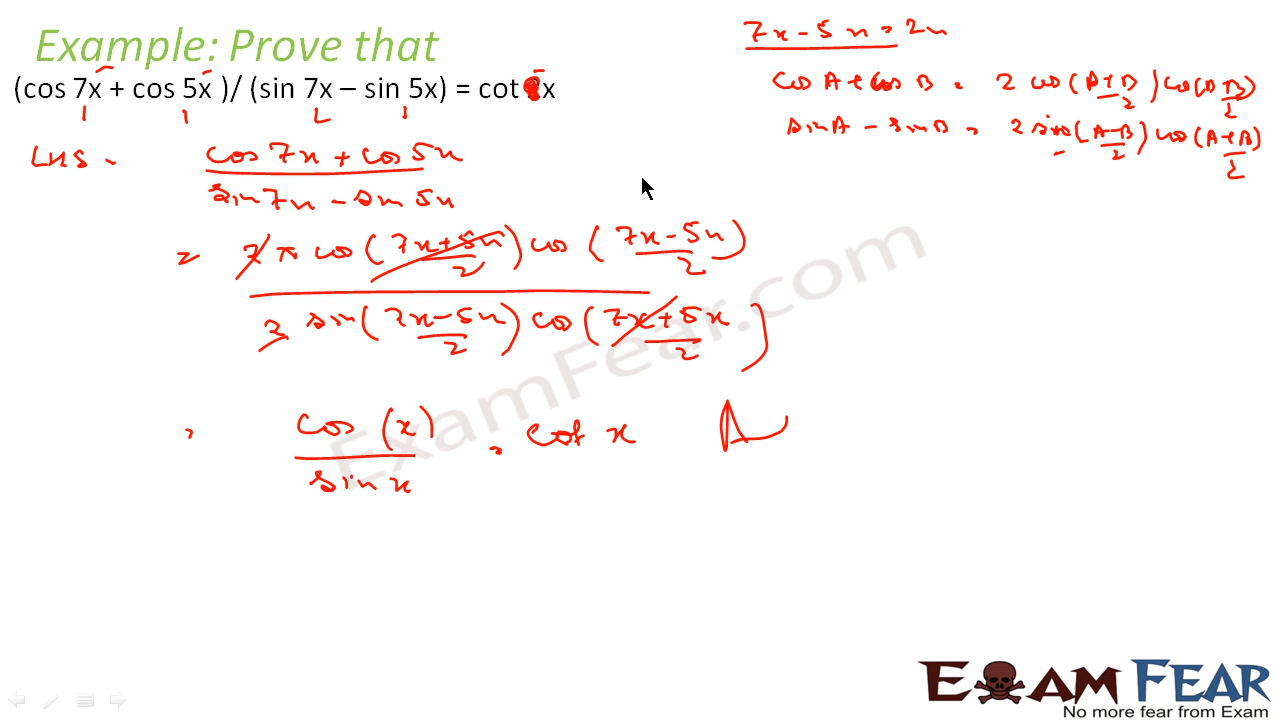 Example: Prove that
(cos 7x + cos 5x )/ (sin 7x – sin 5x) = cot x
7x - 5x = 2x
cos A + cos B = 2 cos (A+B/2) cos (A+B/2)
sin A - sin B = 2 sin (A-B/2) cos (A+B/2)
LHS = cos 7x + cos 5x
sin 7x - sin 5x
= 2 x cos (7x+5x/2) cos (7x-5x/2)
2 sin (7x-5x/2) cos (7x+5x/2)
= cos (x) = cot x
sin x
ExamFear.com
EXAM FEAR
No more fear from Exam